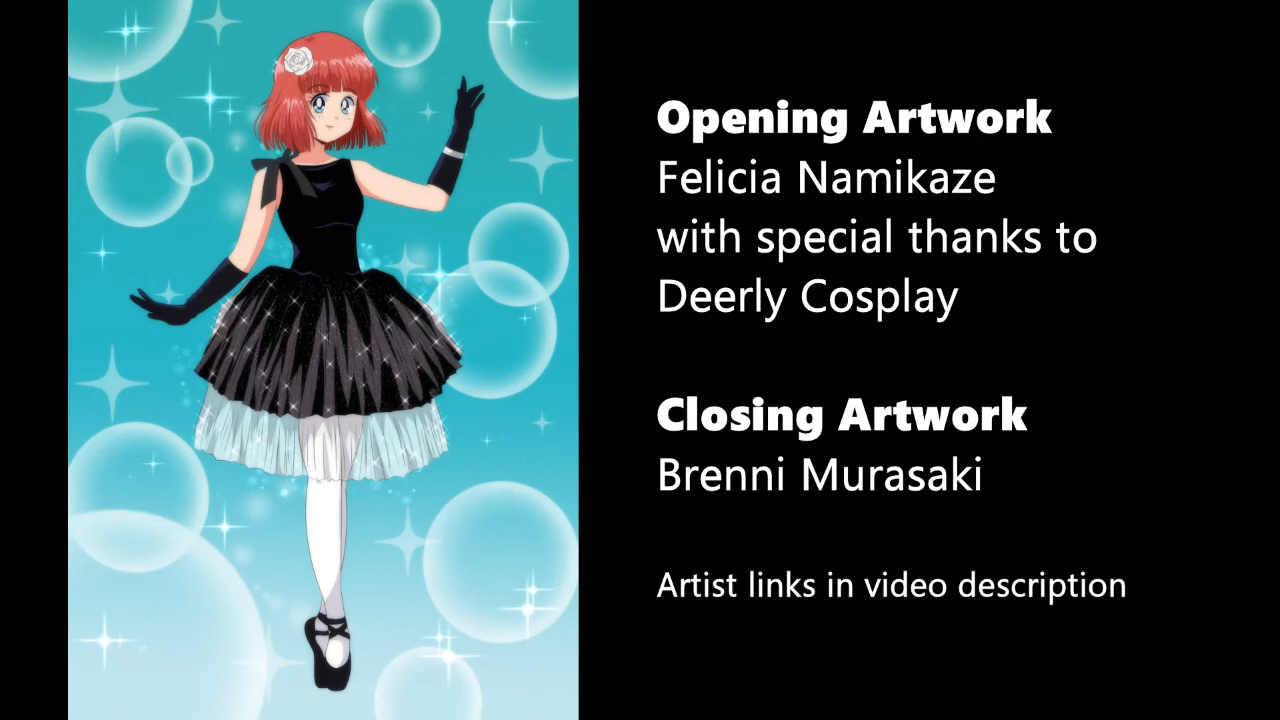 Opening Artwork
Felicia Namikaze
with special thanks to
Deerly Cosplay
Closing Artwork
Brenni Murasaki
Artist links in video description